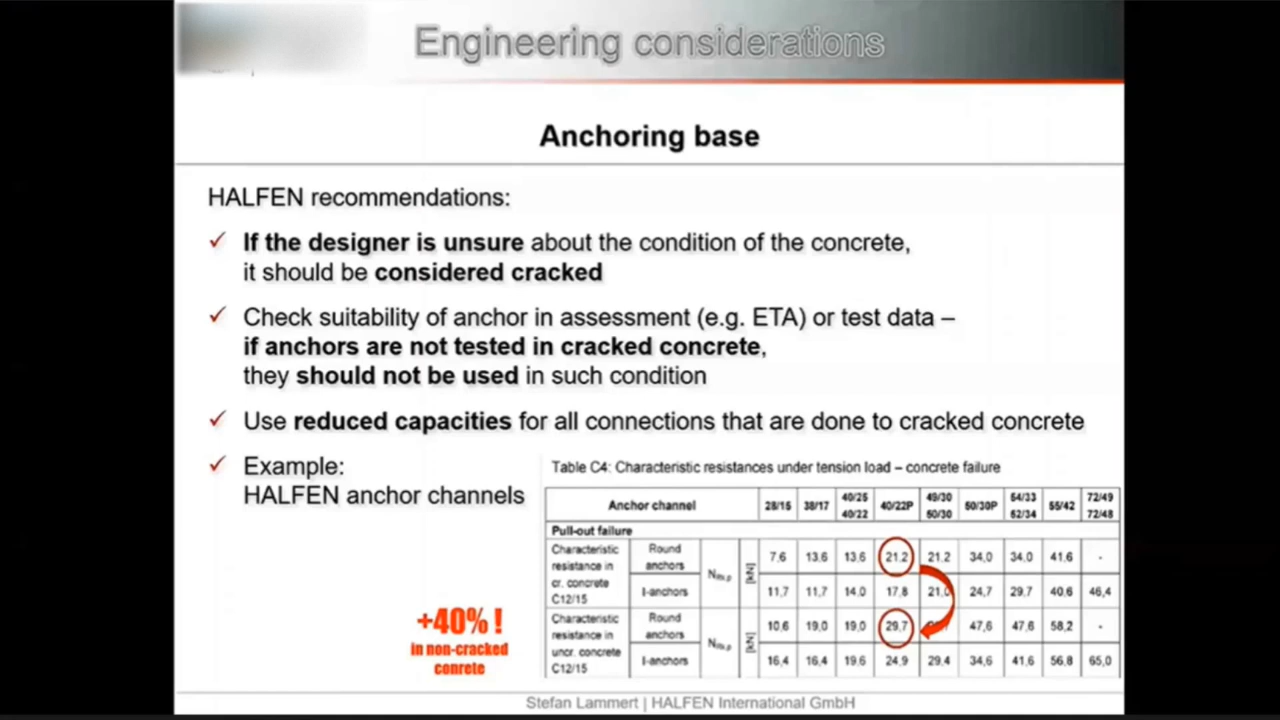 Engineering considerations
Anchoring base
HALFEN recommendations:
✓ If the designer is unsure about the condition of the concrete,
it should be considered cracked
✓ Check suitability of anchor in assessment (e.g. ETA) or test data –
if anchors are not tested in cracked concrete,
they should not be used in such condition
✓ Use reduced capacities for all connections that are done to cracked concrete
✓ Example:
HALFEN anchor channels
+40% !
in non-cracked
conrete
Table C4: Characteristic resistances under tension load – concrete failure
Anchor channel 28/15 38/17 40/25 40/22 40/22P 49/30 50/30 50/30P 54/33 52/34 55/42 72/49 72/48
Pull-out failure
Characteristic resistance in cr. concrete C12/15
Round anchors [kN] 7,6 13,6 13,6 21,2 21,2 34,0 34,0 41,6 -
I-anchors 11,7 11,7 14,0 17,8 21,0 24,7 29,7 40,6 46,4
Characteristic resistance in uncr. concrete C12/15
Round anchors [kN] 10,6 19,0 19,0 29,7 47,6 47,6 58,2 -
I-anchors 16,4 16,4 19,6 24,9 29,4 34,6 41,6 56,8 65,0
Stefan Lammert | HALFEN International GmbH